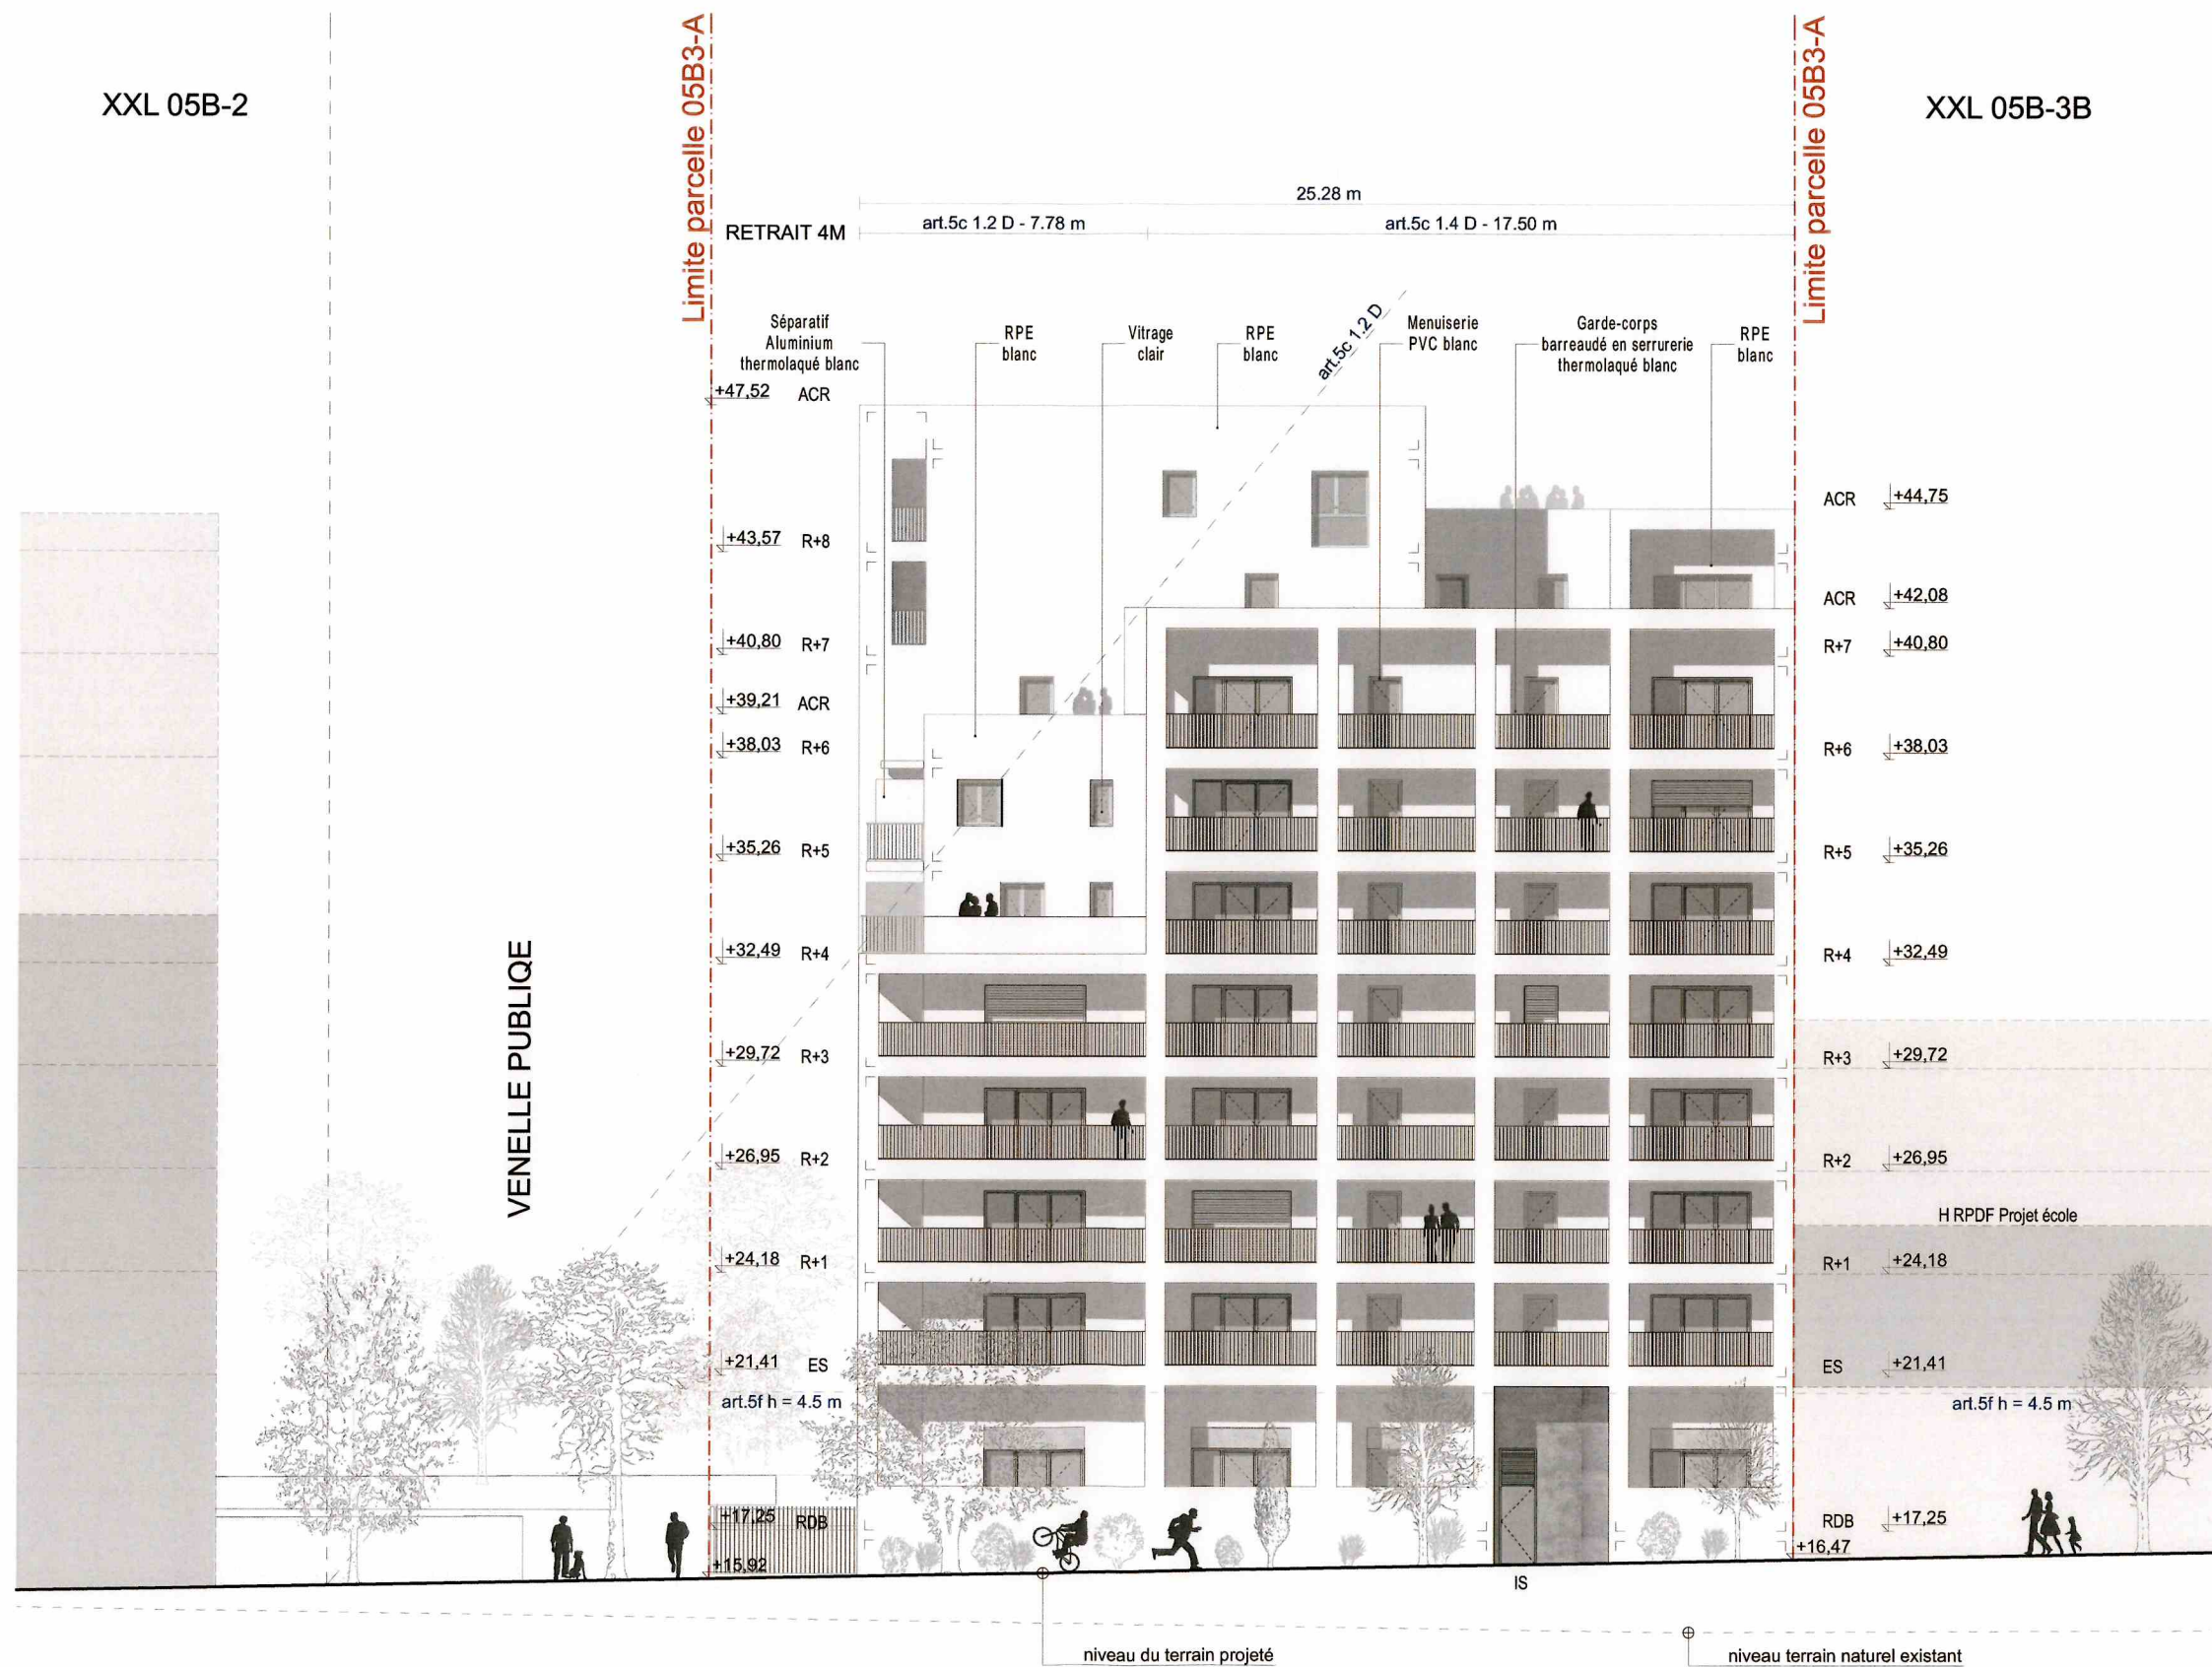 XXL 05B-2
Limite parcelle 05B3-A
Limite parcelle 05B3-A
XXL 05B-3B
25.28 m
RETRAIT 4M
art.5c 1.2 D - 7.78 m
art.5c 1.4 D - 17.50 m
Séparatif
Aluminium
thermolaqué blanc
RPE
blanc
Vitrage
clair
RPE
blanc
art.5c 1.2 D
Menuiserie
PVC blanc
Garde-corps
barreaudé en serrurerie
thermolaqué blanc
RPE
blanc
+47,52 ACR
ACR +44,75
+43,57 R+8
ACR +42,08
+40,80 R+7
R+7 +40,80
+39,21 ACR
+38,03 R+6
R+6 +38,03
+35,26 R+5
R+5 +35,26
+32,49 R+4
R+4 +32,49
VENELLE PUBLIQE
+29,72 R+3
R+3 +29,72
+26,95 R+2
R+2 +26,95
H RPDF Projet école
+24,18 R+1
R+1 +24,18
+21,41 ES
ES +21,41
art.5f h = 4.5 m
art.5f h = 4.5 m
+17,25 RDB
RDB +17,25
+16,47
+15,92
IS
niveau du terrain projeté
niveau terrain naturel existant